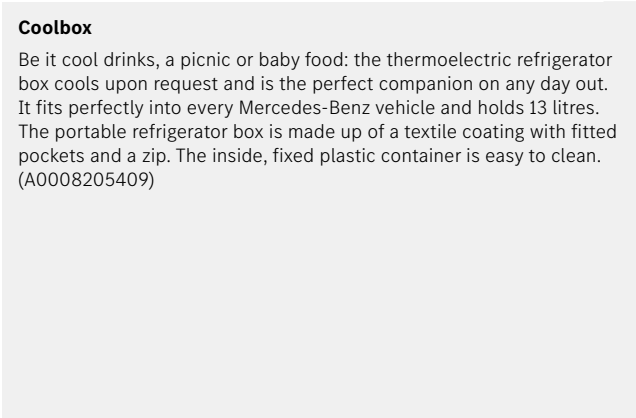 Coolbox
Be it cool drinks, a picnic or baby food: the thermoelectric refrigerator
box cools upon request and is the perfect companion on any day out.
It fits perfectly into every Mercedes-Benz vehicle and holds 13 litres.
The portable refrigerator box is made up of a textile coating with fitted
pockets and a zip. The inside, fixed plastic container is easy to clean.
(A0008205409)